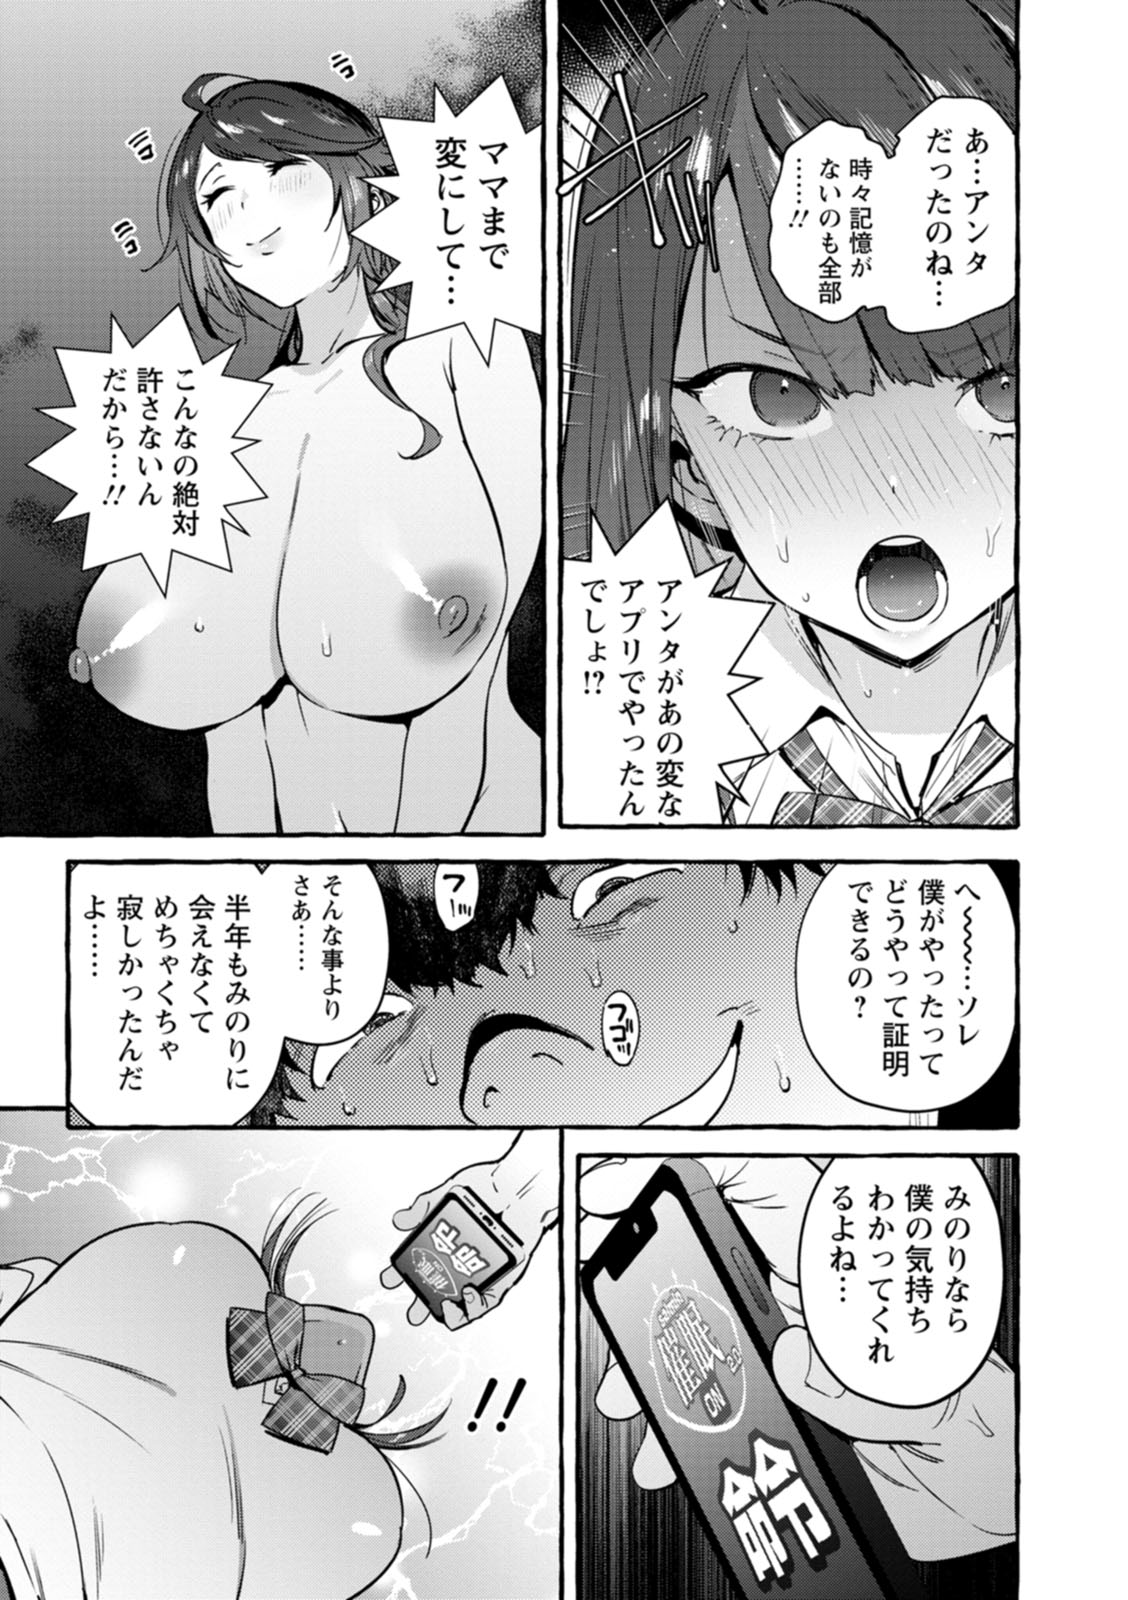 あ…アンタ
だったのね…
時々記憶が
ないのも全部
……!!
アンタがあの変な
アプリでやったん
でしょ!?
ママまで
変にして…
こんなの絶対
許さないん
だから…!!
へ〜〜〜…ソレ
僕がやったって
どうやって証明
できるの？
フーッ
フゴッ
そんな事より
さぁ……
半年もみのりに
会えなくて
めちゃくちゃ
寂しかったんだ
よ……
みのりなら
僕の気持ち
わかってくれ
るよね…
催眠
2.0
ON
命令
!!
催眠
ON
命令